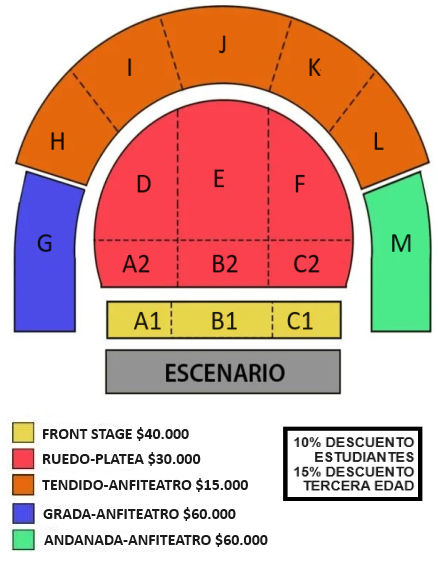 J
I
K
H
L
D
E
F
G
M
A2
B2
C2
A1
B1
C1
ESCENARIO
FRONT STAGE $40.000
RUEDO-PLATEA $30.000
TENDIDO-ANFITEATRO $15.000
GRADA-ANFITEATRO $60.000
ANDANADA-ANFITEATRO $60.000
10% DESCUENTO
ESTUDIANTES
15% DESCUENTO
TERCERA EDAD